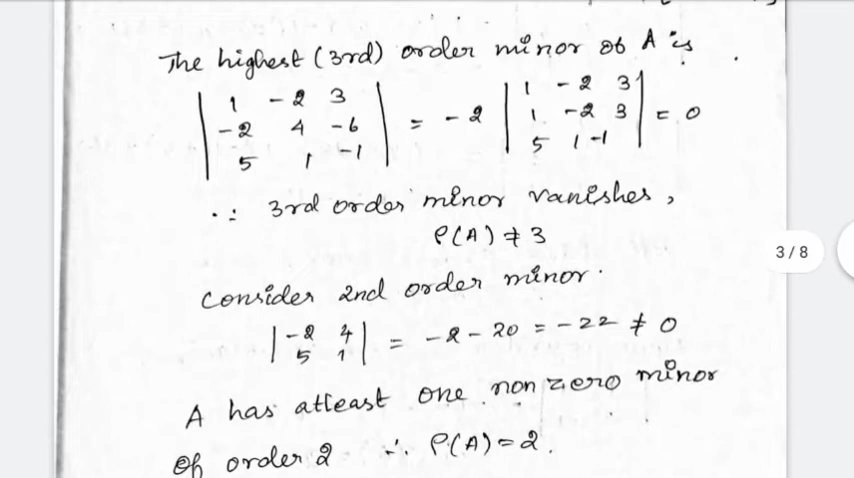 The highest (3rd) order minor of A is
| 1 -2 3 |
| -2 4 -6 |
| 5 1 -1 | = -2 | 1 -2 3 |
| 1 -2 3 |
| 5 1 -1 | = 0
∴ 3rd order minor vanishes,
ρ(A) ≠ 3
3 / 8
Consider 2nd order minor.
| -2 4 |
| 5 1 | = -2 - 20 = -22 ≠ 0
A has atleast one non zero minor
Of order 2 ∴ ρ(A) = 2.